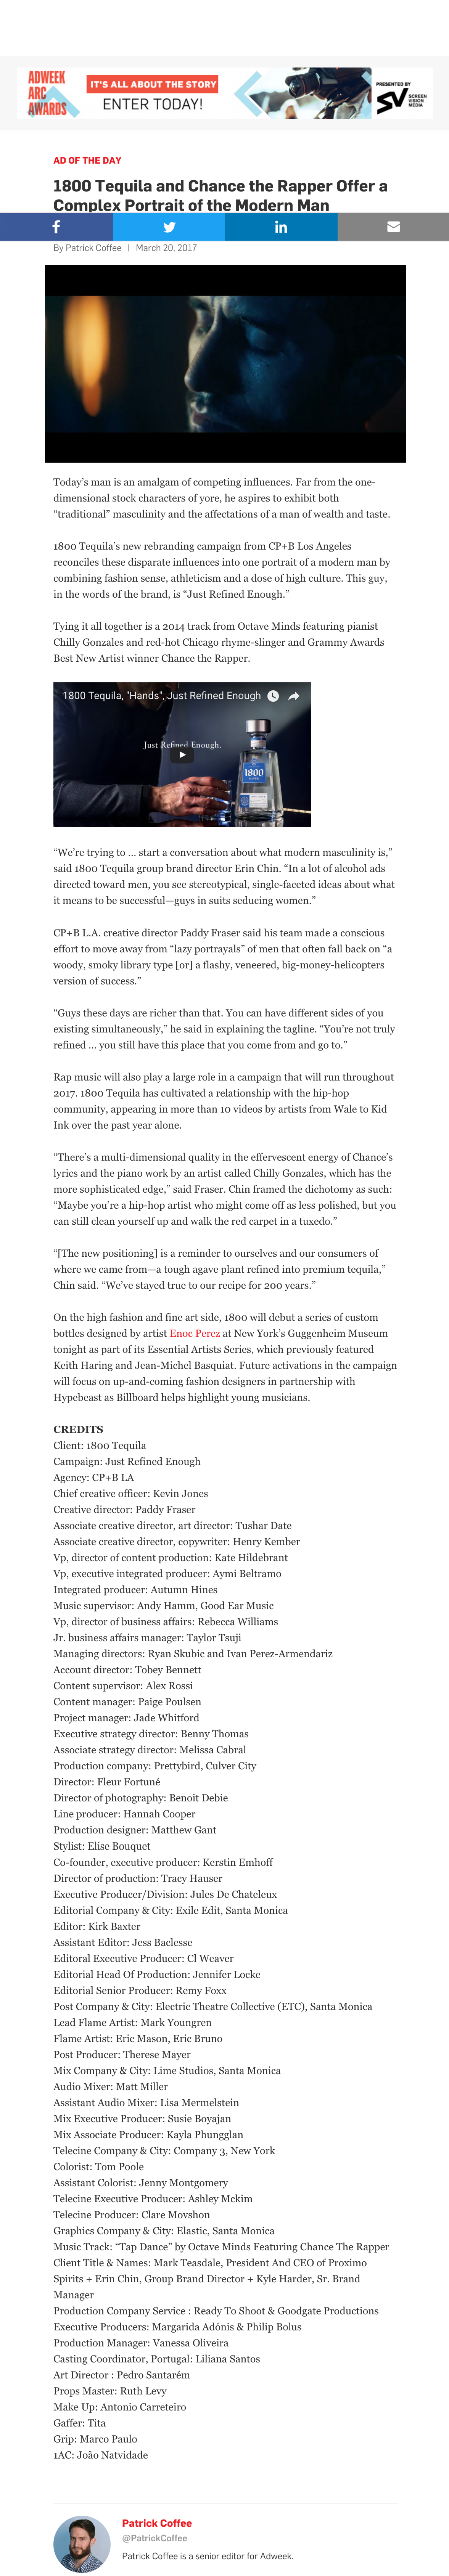 ADWEEK
ARC
AWARDS
IT'S ALL ABOUT THE STORY
ENTER TODAY!
PRESENTED BY
SV SCREEN
VISION
MEDIA
AD OF THE DAY
1800 Tequila and Chance the Rapper Offer a
Complex Portrait of the Modern Man
By Patrick Coffee | March 20, 2017
Today’s man is an amalgam of competing influences. Far from the one-
dimensional stock characters of yore, he aspires to exhibit both
“traditional” masculinity and the affectations of a man of wealth and taste.
1800 Tequila’s new rebranding campaign from CP+B Los Angeles
reconciles these disparate influences into one portrait of a modern man by
combining fashion sense, athleticism and a dose of high culture. This guy,
in the words of the brand, is “Just Refined Enough.”
Tying it all together is a 2014 track from Octave Minds featuring pianist
Chilly Gonzales and red-hot Chicago rhyme-slinger and Grammy Awards
Best New Artist winner Chance the Rapper.
1800 Tequila, "Hands", Just Refined Enough
Just Refined Enough.
1800
“We’re trying to … start a conversation about what modern masculinity is,”
said 1800 Tequila group brand director Erin Chin. “In a lot of alcohol ads
directed toward men, you see stereotypical, single-faceted ideas about what
it means to be successful—guys in suits seducing women.”
CP+B L.A. creative director Paddy Fraser said his team made a conscious
effort to move away from “lazy portrayals” of men that often fall back on “a
woody, smoky library type [or] a flashy, veneered, big-money-helicopters
version of success.”
“Guys these days are richer than that. You can have different sides of you
existing simultaneously,” he said in explaining the tagline. “You’re not truly
refined … you still have this place that you come from and go to.”
Rap music will also play a large role in a campaign that will run throughout
2017. 1800 Tequila has cultivated a relationship with the hip-hop
community, appearing in more than 10 videos by artists from Wale to Kid
Ink over the past year alone.
“There’s a multi-dimensional quality in the effervescent energy of Chance’s
lyrics and the piano work by an artist called Chilly Gonzales, which has the
more sophisticated edge,” said Fraser. Chin framed the dichotomy as such:
“Maybe you’re a hip-hop artist who might come off as less polished, but you
can still clean yourself up and walk the red carpet in a tuxedo.”
“[The new positioning] is a reminder to ourselves and our consumers of
where we came from—a tough agave plant refined into premium tequila,”
Chin said. “We’ve stayed true to our recipe for 200 years.”
On the high fashion and fine art side, 1800 will debut a series of custom
bottles designed by artist Enoc Perez at New York’s Guggenheim Museum
tonight as part of its Essential Artists Series, which previously featured
Keith Haring and Jean-Michel Basquiat. Future activations in the campaign
will focus on up-and-coming fashion designers in partnership with
Hypebeast as Billboard helps highlight young musicians.
CREDITS
Client: 1800 Tequila
Campaign: Just Refined Enough
Agency: CP+B LA
Chief creative officer: Kevin Jones
Creative director: Paddy Fraser
Associate creative director, art director: Tushar Date
Associate creative director, copywriter: Henry Kember
Vp, director of content production: Kate Hildebrant
Vp, executive integrated producer: Aymi Beltramo
Integrated producer: Autumn Hines
Music supervisor: Andy Hamm, Good Ear Music
Vp, director of business affairs: Rebecca Williams
Jr. business affairs manager: Taylor Tsuji
Managing directors: Ryan Skubic and Ivan Perez-Armendariz
Account director: Tobey Bennett
Content supervisor: Alex Rossi
Content manager: Paige Poulsen
Project manager: Jade Whitford
Executive strategy director: Benny Thomas
Associate strategy director: Melissa Cabral
Production company: Prettybird, Culver City
Director: Fleur Fortuné
Director of photography: Benoit Debie
Line producer: Hannah Cooper
Production designer: Matthew Gant
Stylist: Elise Bouquet
Co-founder, executive producer: Kerstin Emhoff
Director of production: Tracy Hauser
Executive Producer/Division: Jules De Chateleux
Editorial Company & City: Exile Edit, Santa Monica
Editor: Kirk Baxter
Assistant Editor: Jess Baclesse
Editoral Executive Producer: Cl Weaver
Editorial Head Of Production: Jennifer Locke
Editorial Senior Producer: Remy Foxx
Post Company & City: Electric Theatre Collective (ETC), Santa Monica
Lead Flame Artist: Mark Youngren
Flame Artist: Eric Mason, Eric Bruno
Post Producer: Therese Mayer
Mix Company & City: Lime Studios, Santa Monica
Audio Mixer: Matt Miller
Assistant Audio Mixer: Lisa Mermelstein
Mix Executive Producer: Susie Boyajan
Mix Associate Producer: Kayla Phungglan
Telecine Company & City: Company 3, New York
Colorist: Tom Poole
Assistant Colorist: Jenny Montgomery
Telecine Executive Producer: Ashley Mckim
Telecine Producer: Clare Movshon
Graphics Company & City: Elastic, Santa Monica
Music Track: “Tap Dance” by Octave Minds Featuring Chance The Rapper
Client Title & Names: Mark Teasdale, President And CEO of Proximo
Spirits + Erin Chin, Group Brand Director + Kyle Harder, Sr. Brand
Manager
Production Company Service : Ready To Shoot & Goodgate Productions
Executive Producers: Margarida Adónis & Philip Bolus
Production Manager: Vanessa Oliveira
Casting Coordinator, Portugal: Liliana Santos
Art Director : Pedro Santarém
Props Master: Ruth Levy
Make Up: Antonio Carreteiro
Gaffer: Tita
Grip: Marco Paulo
1AC: João Natvidade
Patrick Coffee
@PatrickCoffee
Patrick Coffee is a senior editor for Adweek.